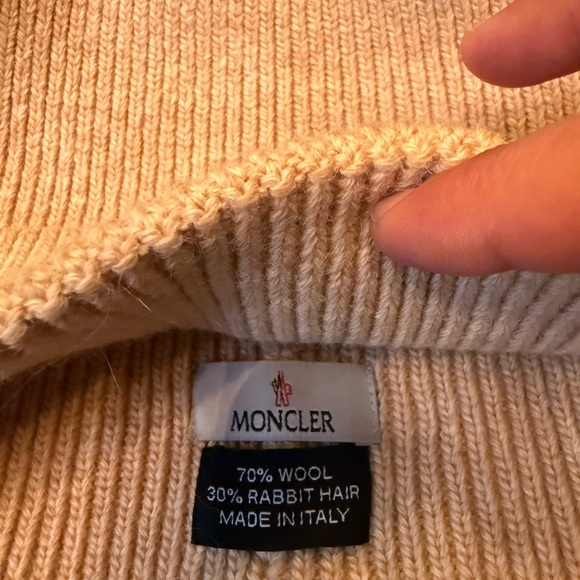 MONCLER
70% WOOL
30% RABBIT HAIR
MADE IN ITALY